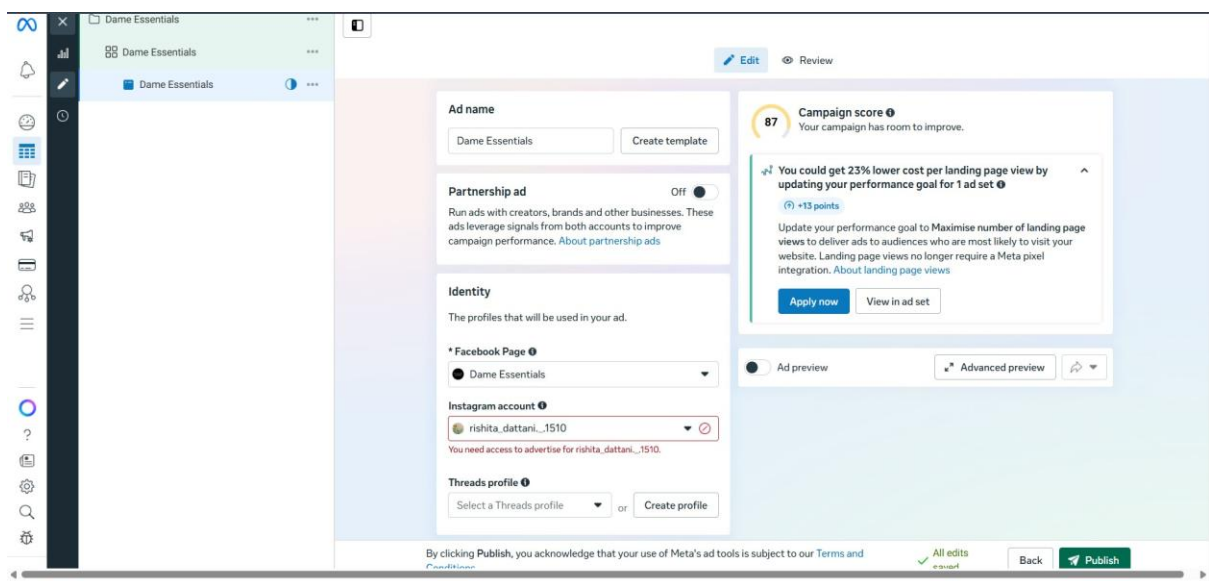 Dame Essentials
Dame Essentials
Dame Essentials
Edit
Review
Ad name
Dame Essentials
Create template
Partnership ad
Off
Run ads with creators, brands and other businesses. These
ads leverage signals from both accounts to improve
campaign performance. About partnership ads
Identity
The profiles that will be used in your ad.
* Facebook Page
Dame Essentials
Instagram account
rishita_dattani._.1510
You need access to advertise for rishita_dattani._.1510.
Threads profile
Select a Threads profile
or
Create profile
87
Campaign score
Your campaign has room to improve.
You could get 23% lower cost per landing page view by
updating your performance goal for 1 ad set
+13 points
Update your performance goal to Maximise number of landing page
views to deliver ads to audiences who are most likely to visit your
website. Landing page views no longer require a Meta pixel
integration. About landing page views
Apply now
View in ad set
Ad preview
Advanced preview
By clicking Publish, you acknowledge that your use of Meta's ad tools is subject to our Terms and
Conditions
All edits
saved
Back
Publish